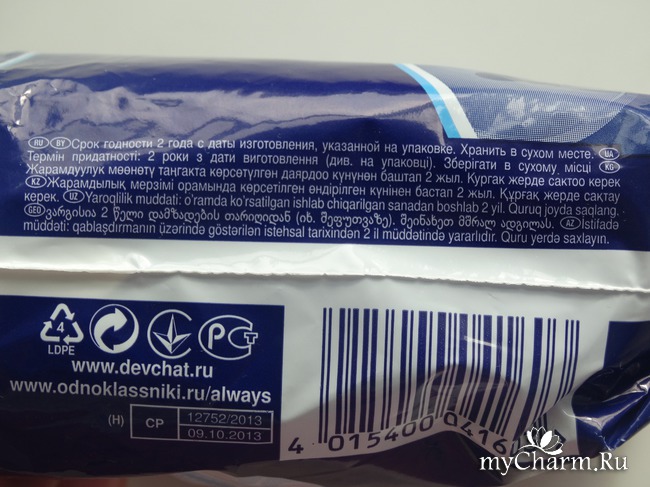 RU BY Срок годности 2 года с даты изготовления, указанной на упаковке. Хранить в сухом месте. UA
Термін придатності: 2 роки з дати виготовлення (див. на упаковці). Зберігати в сухому місці KG
Жарамдуулук мөөнөтү таңгакта көрсөтүлгөн даярдоо күнүнөн баштап 2 жыл. Кургак жерде сактоо керек
KZ Жарамдылық мерзімі орамында көрсетілген өндірілген күнінен бастап 2 жыл. Құрғақ жерде сақтау
керек. UZ Yaroqlilik muddati: o'ramda ko'rsatilgan ishlab chiqarilgan sanadan boshlab 2 yil. Quruq joyda saqlang.
GEO ვარგისია 2 წელი დამზადების თარიღიდან (იხ. შეფუთვაზე). შეინახეთ მშრალ ადგილას. AZ İstifadə
müddəti: qablaşdırmanın üzərində göstərilən istehsal tarixindən 2 il müddətində yararlıdır. Quru yerdə saxlayın.
4
LDPE
РСТ
www.devchat.ru
www.odnoklassniki.ru/always
(H) CP 12752/2013
09.10.2013
4 015400 0416
myCharm.Ru